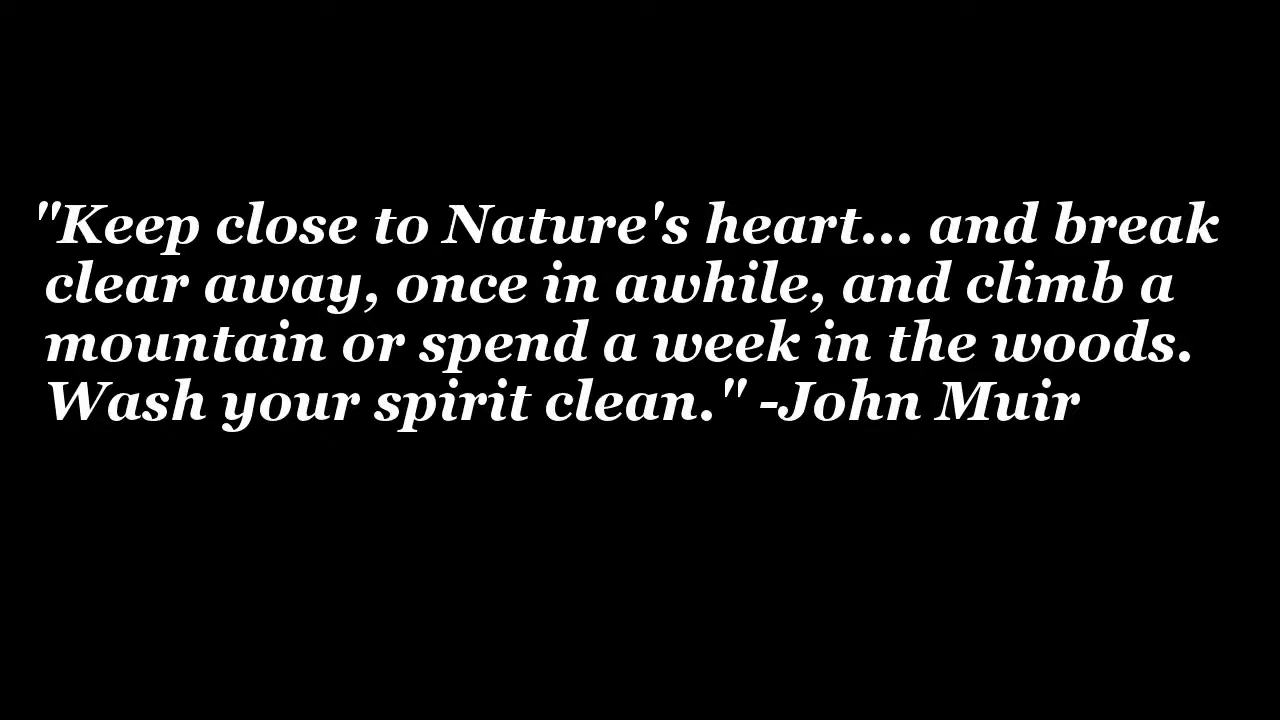 "Keep close to Nature's heart... and break
clear away, once in awhile, and climb a
mountain or spend a week in the woods.
Wash your spirit clean." -John Muir